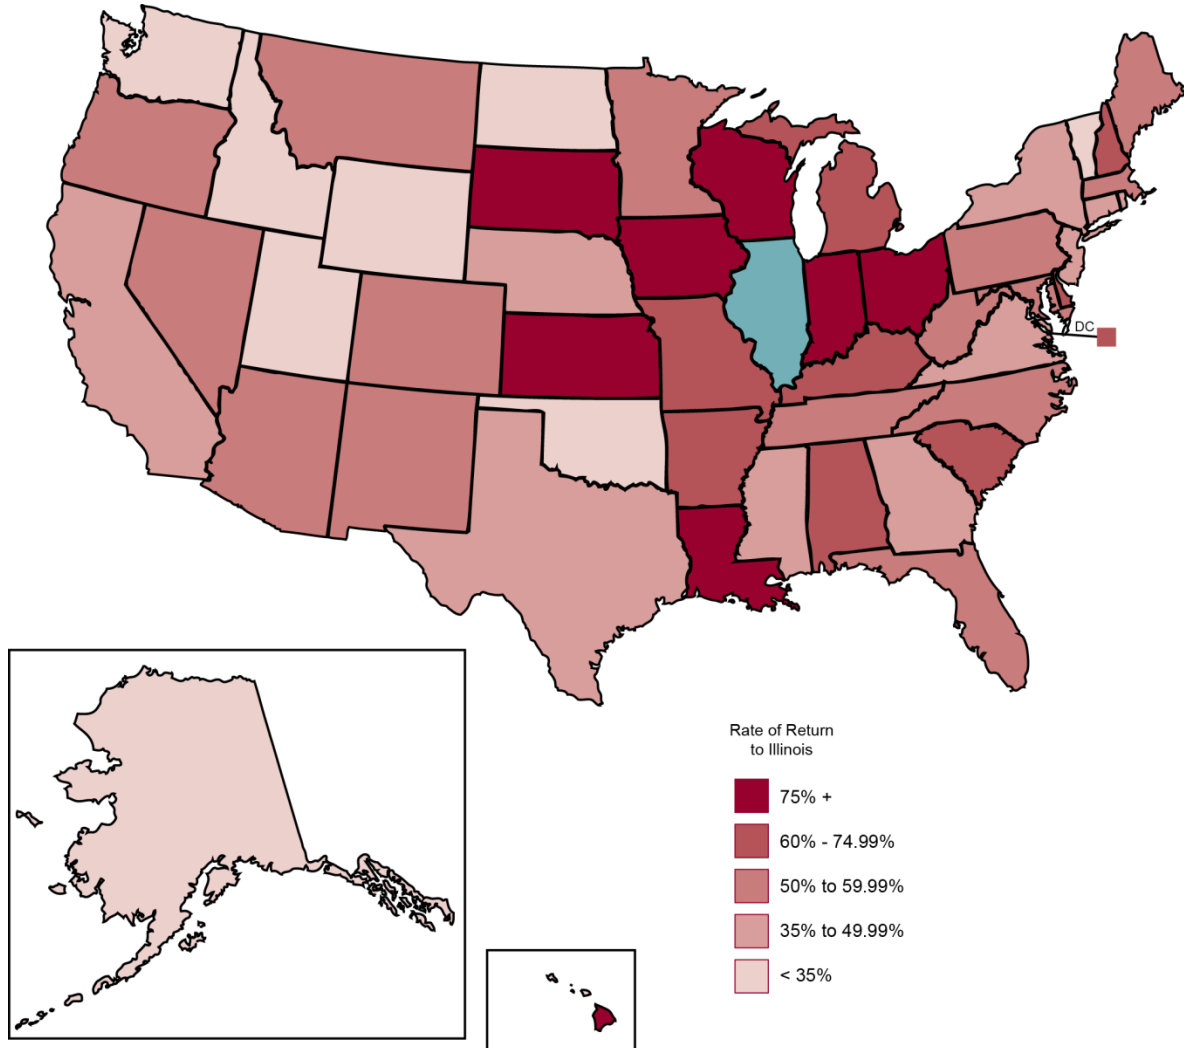 DC
Rate of Return
to Illinois
75% +
60% - 74.99%
50% to 59.99%
35% to 49.99%
< 35%